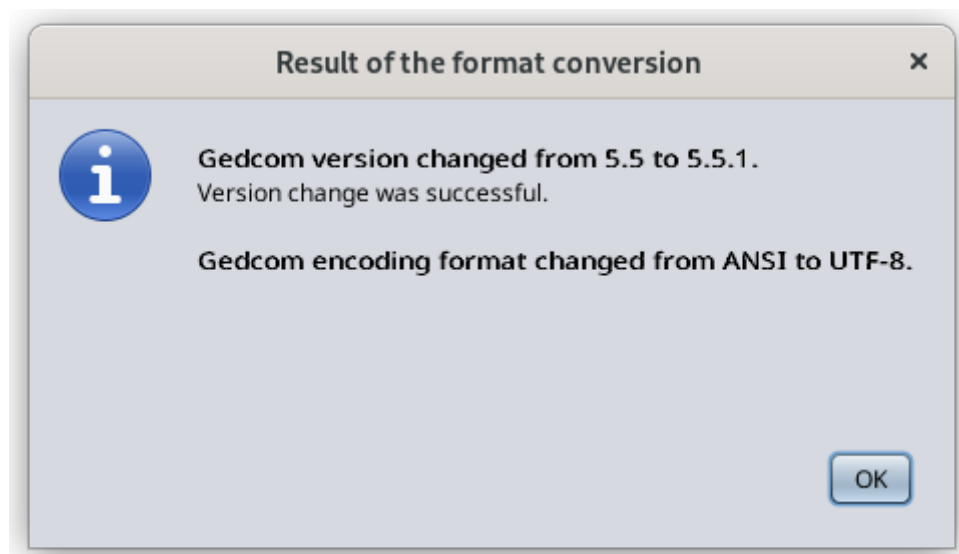 Result of the format conversion
Gedcom version changed from 5.5 to 5.5.1.
Version change was successful.
Gedcom encoding format changed from ANSI to UTF-8.
OK